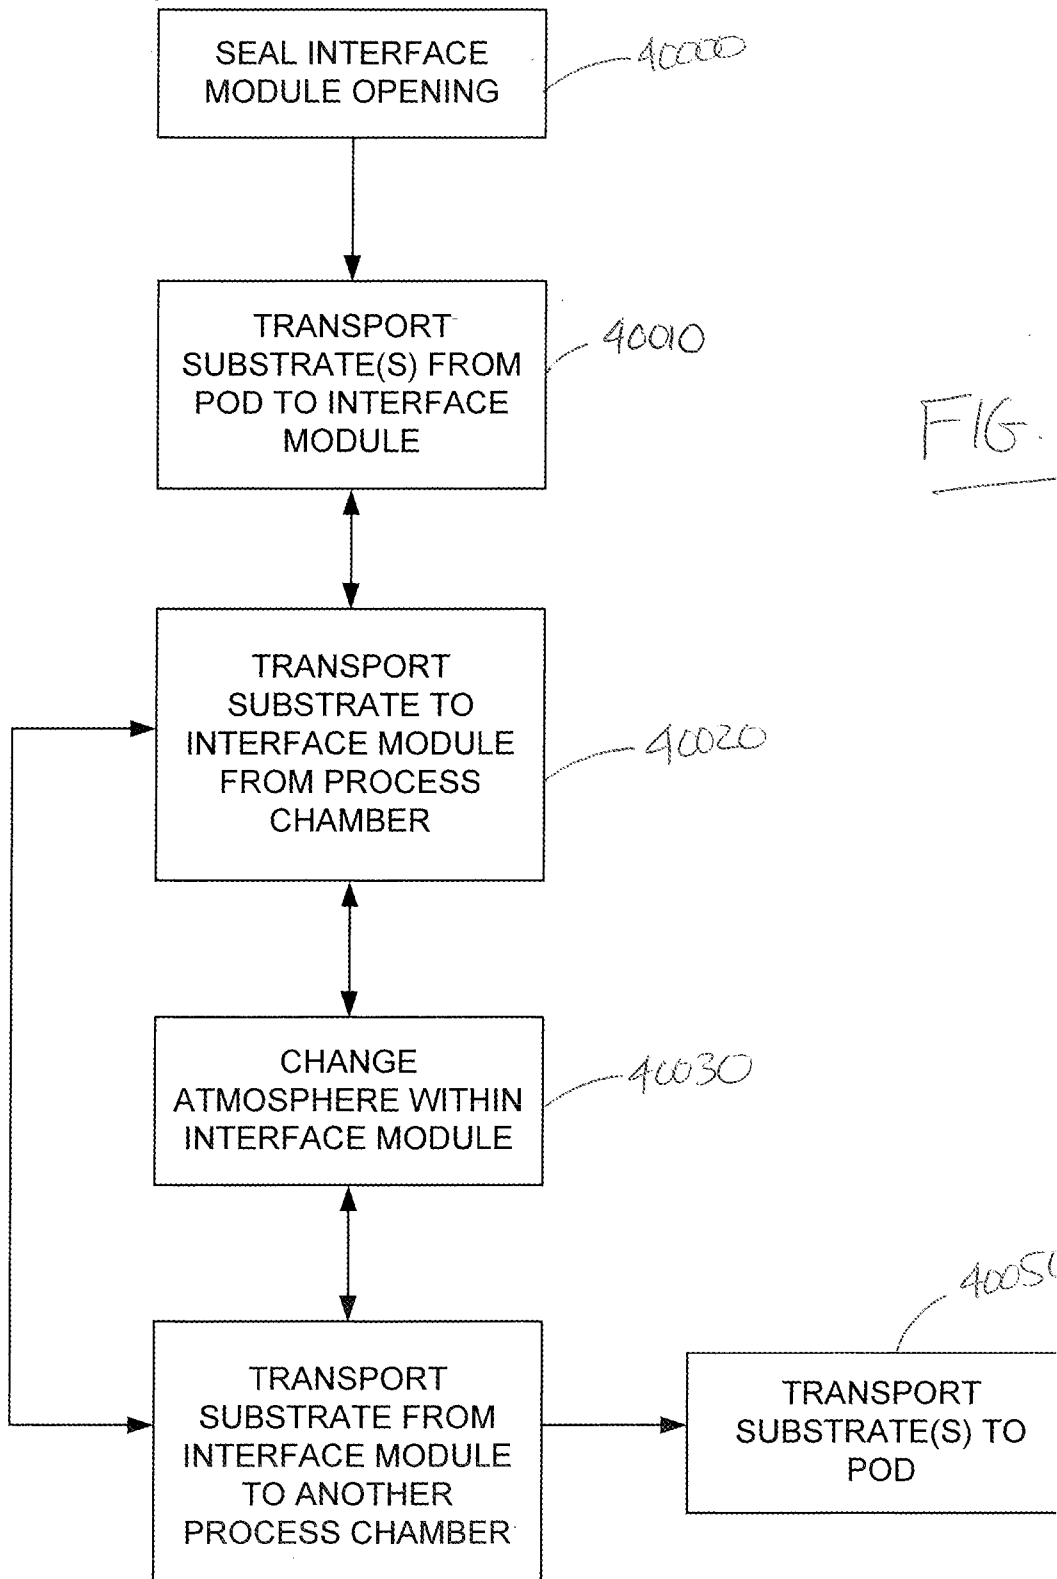 SEAL INTERFACE
MODULE OPENING
40000
TRANSPORT
SUBSTRATE(S) FROM
POD TO INTERFACE
MODULE
40010
FIG.
TRANSPORT
SUBSTRATE TO
INTERFACE MODULE
FROM PROCESS
CHAMBER
40020
CHANGE
ATMOSPHERE WITHIN
INTERFACE MODULE
40030
TRANSPORT
SUBSTRATE FROM
INTERFACE MODULE
TO ANOTHER
PROCESS CHAMBER
TRANSPORT
SUBSTRATE(S) TO
POD